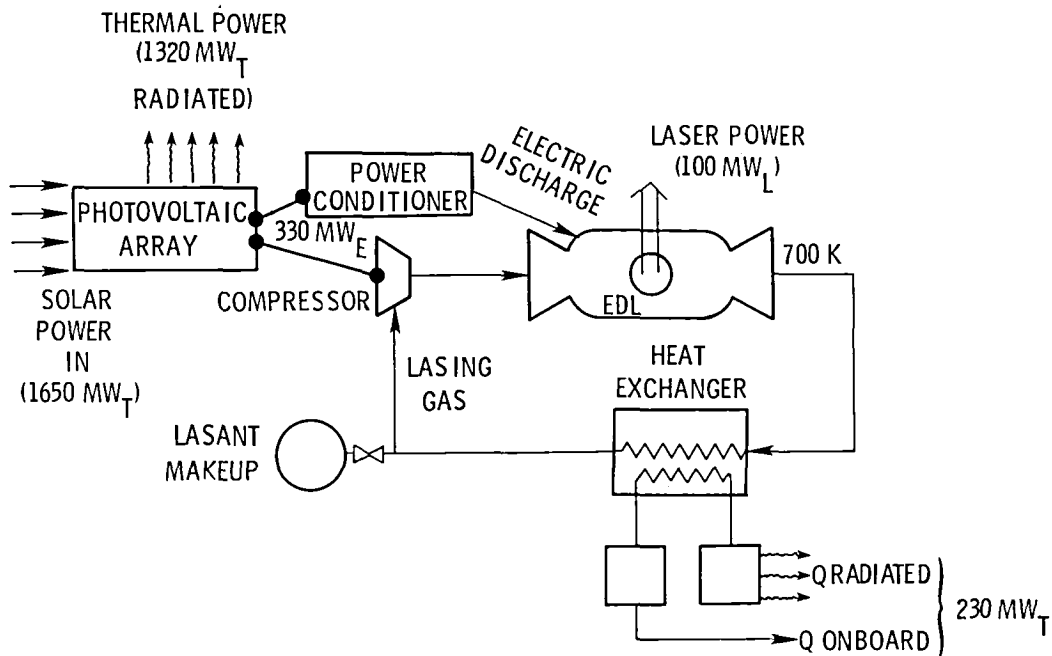 THERMAL POWER
(1320 MW_T
RADIATED)
PHOTOVOLTAIC
ARRAY
SOLAR
POWER
IN
(1650 MW_T)
330 MW_E
POWER
CONDITIONER
COMPRESSOR
ELECTRIC
DISCHARGE
LASER POWER
(100 MW_L)
EDL
700 K
LASING
GAS
LASANT
MAKEUP
HEAT
EXCHANGER
Q RADIATED
Q ONBOARD
230 MW_T